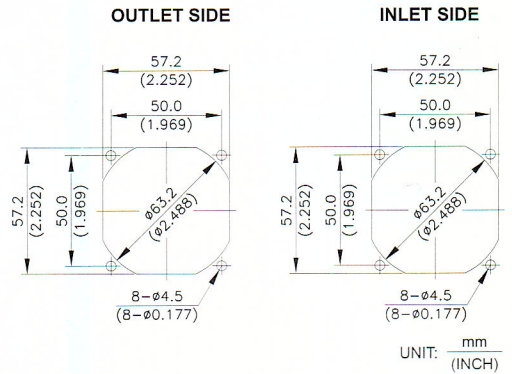 OUTLET SIDE
INLET SIDE
57.2
(2.252)
50.0
(1.969)
57.2
(2.252)
50.0
(1.969)
ø63.2
(ø2.488)
8-ø4.5
(8-ø0.177)
57.2
(2.252)
50.0
(1.969)
57.2
(2.252)
50.0
(1.969)
ø63.2
(ø2.488)
8-ø4.5
(8-ø0.177)
UNIT: mm
(INCH)